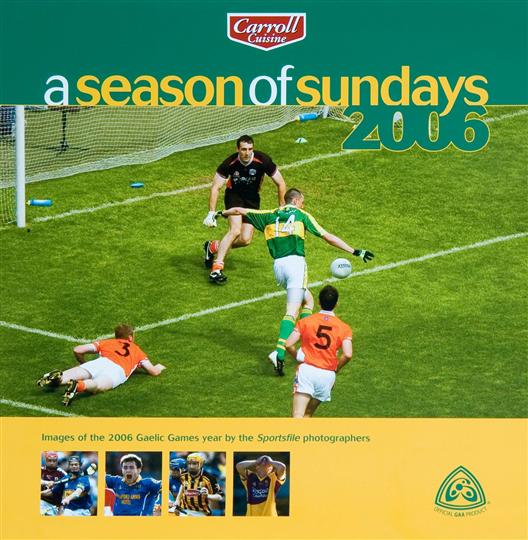 Carroll
Cuisine
a season of sundays
2006
14
3
5
Images of the 2006 Gaelic Games year by the Sportsfile photographers
OFFICIAL GAA PRODUCT